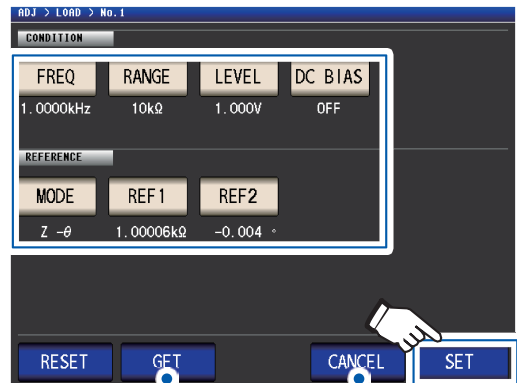 ADJ > LOAD > No.1
CONDITION
FREQ RANGE LEVEL DC BIAS
1.0000kHz 10kΩ 1.000V OFF
REFERENCE
MODE REF1 REF2
Z -θ 1.00006kΩ -0.004 °
RESET GET CANCEL SET